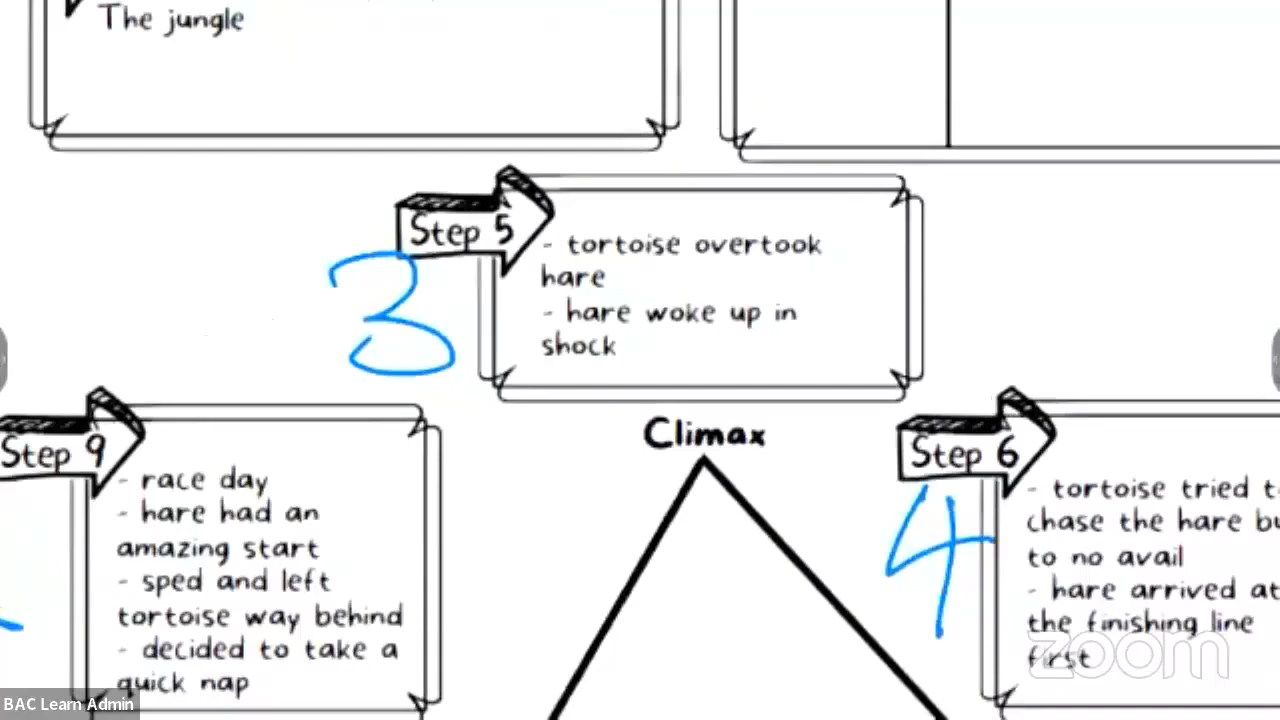 The jungle
Step 5
- tortoise overtook
hare
- hare woke up in
shock
3
Climax
Step 9
- race day
- hare had an
amazing start
- sped and left
tortoise way behind
- decided to take a
quick nap
Step 6
- tortoise tried t
chase the hare bu
to no avail
- hare arrived at
the finishing line
first
4
zoom
BAC Learn Admin